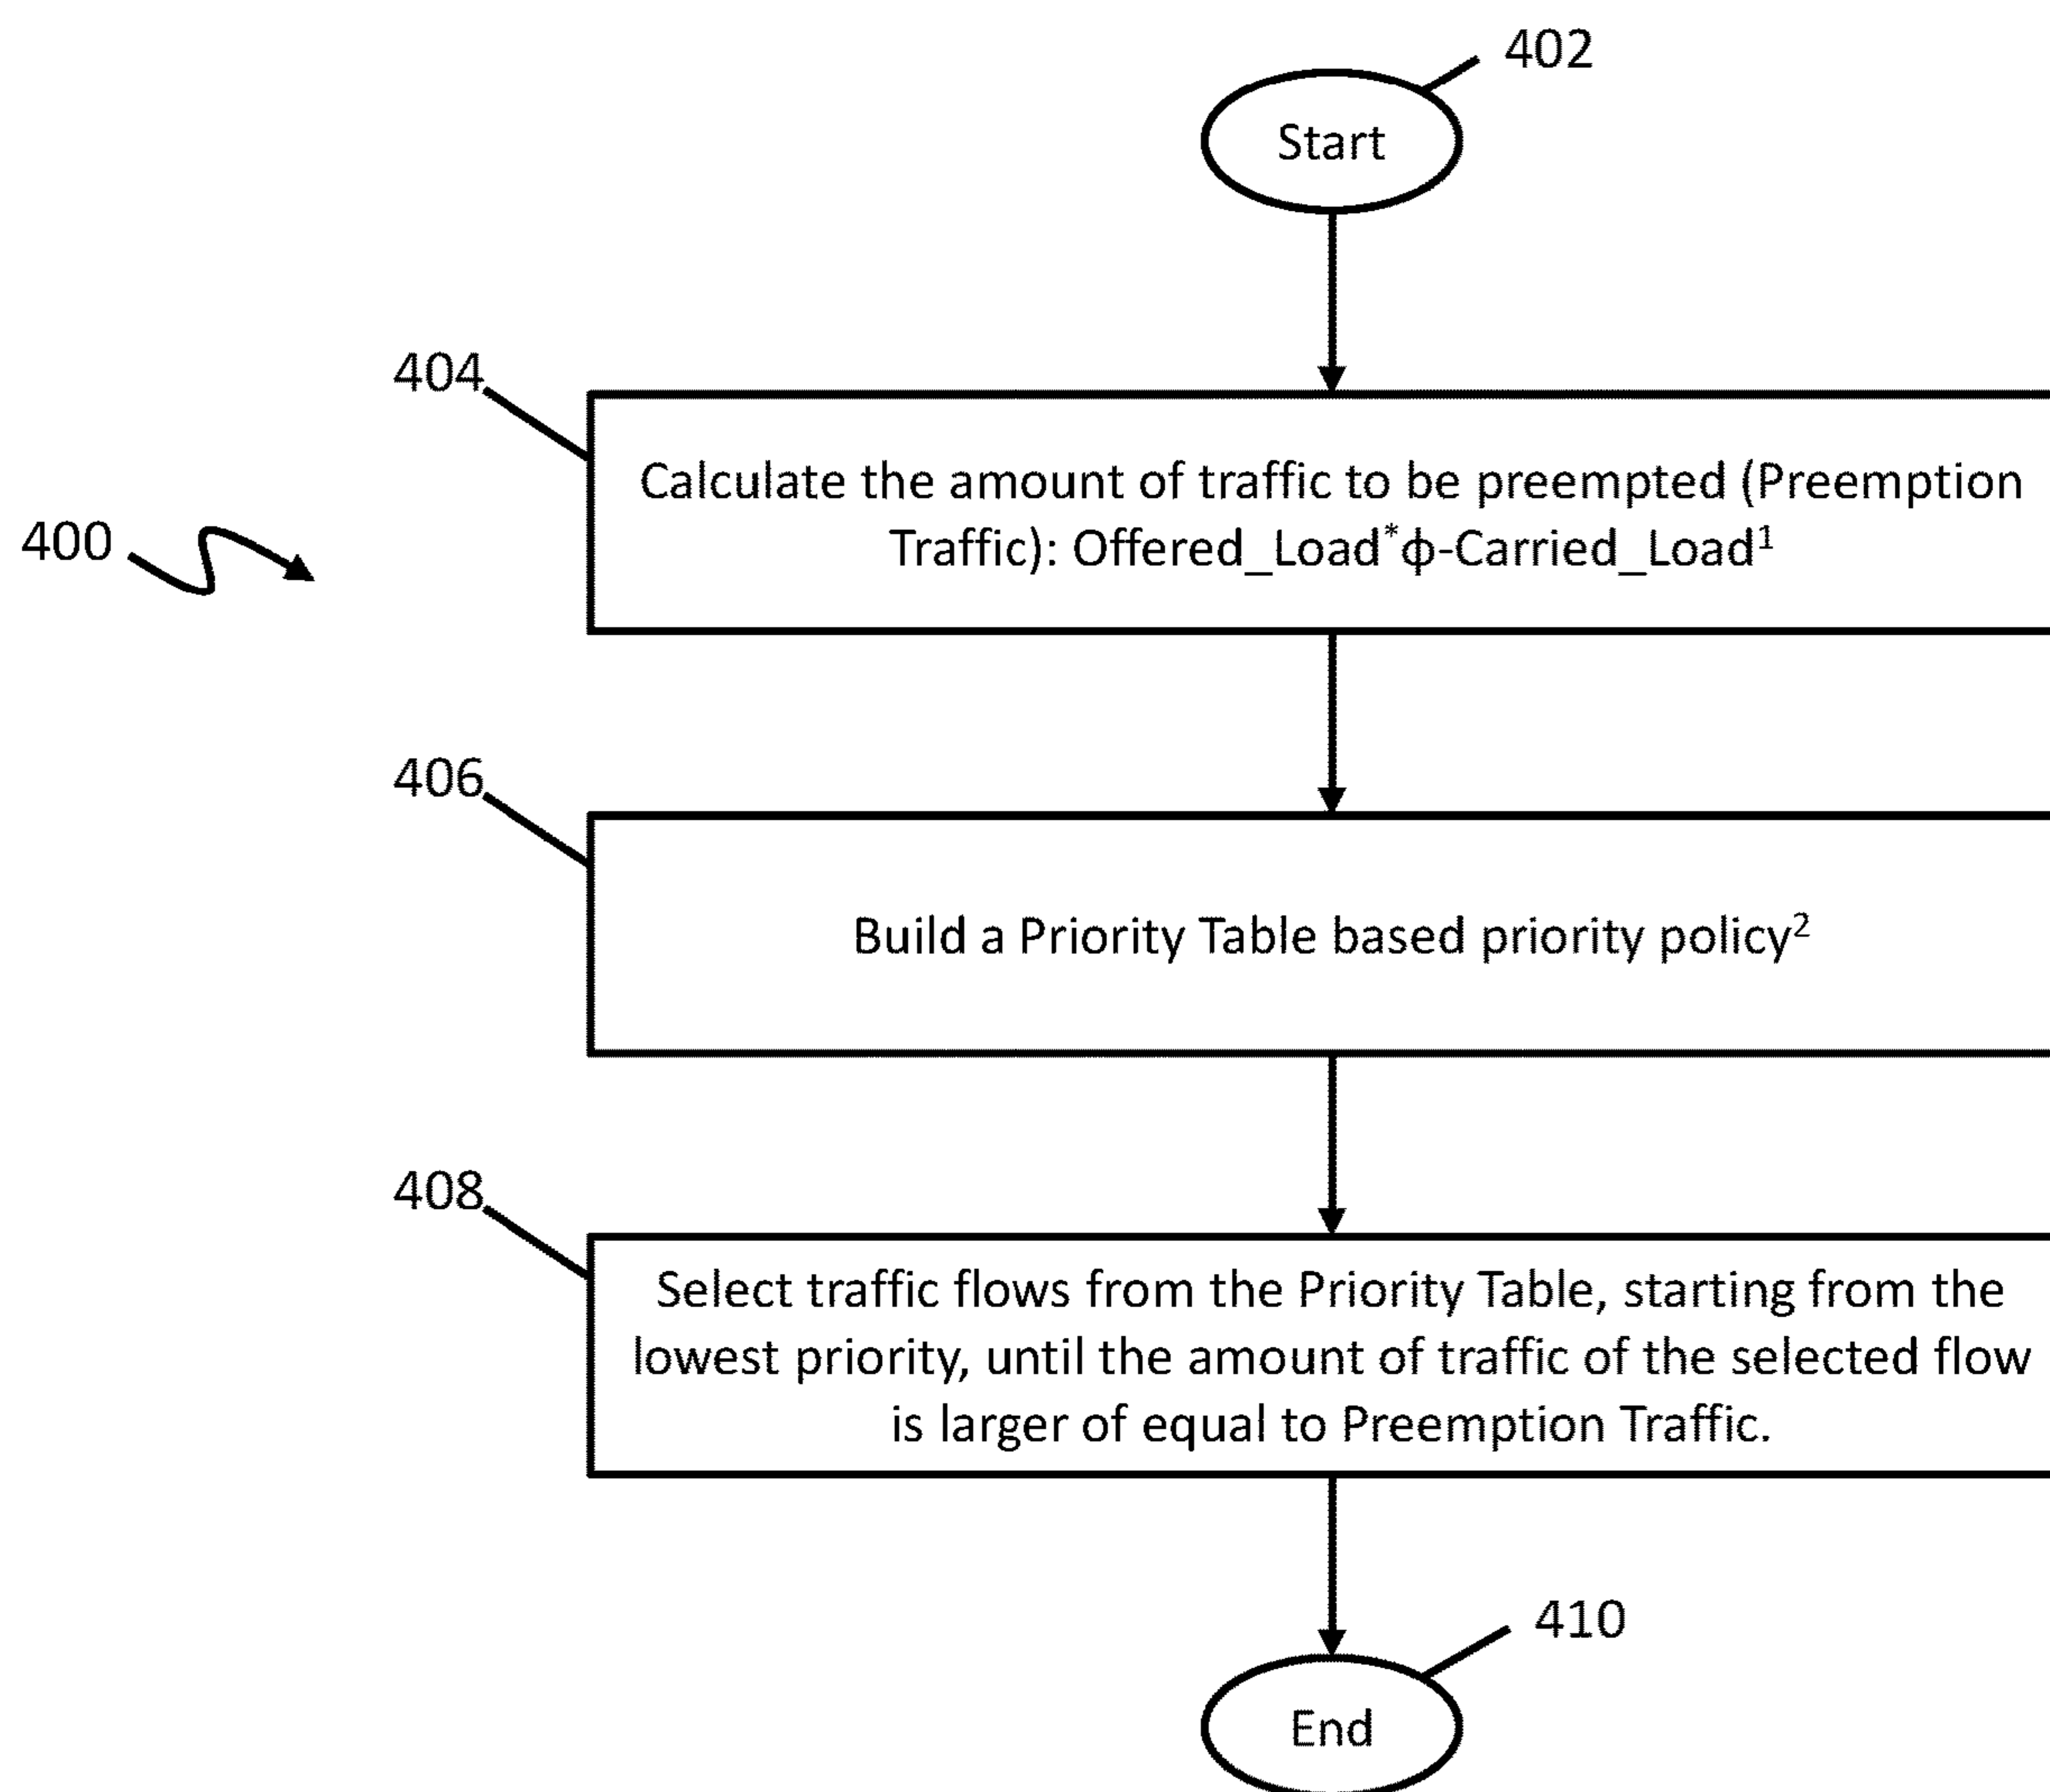 402
Start
404
Calculate the amount of traffic to be preempted (Preemption
Traffic): Offered_Load*ϕ-Carried_Load¹
400
406
Build a Priority Table based priority policy²
408
Select traffic flows from the Priority Table, starting from the
lowest priority, until the amount of traffic of the selected flow
is larger of equal to Preemption Traffic.
410
End